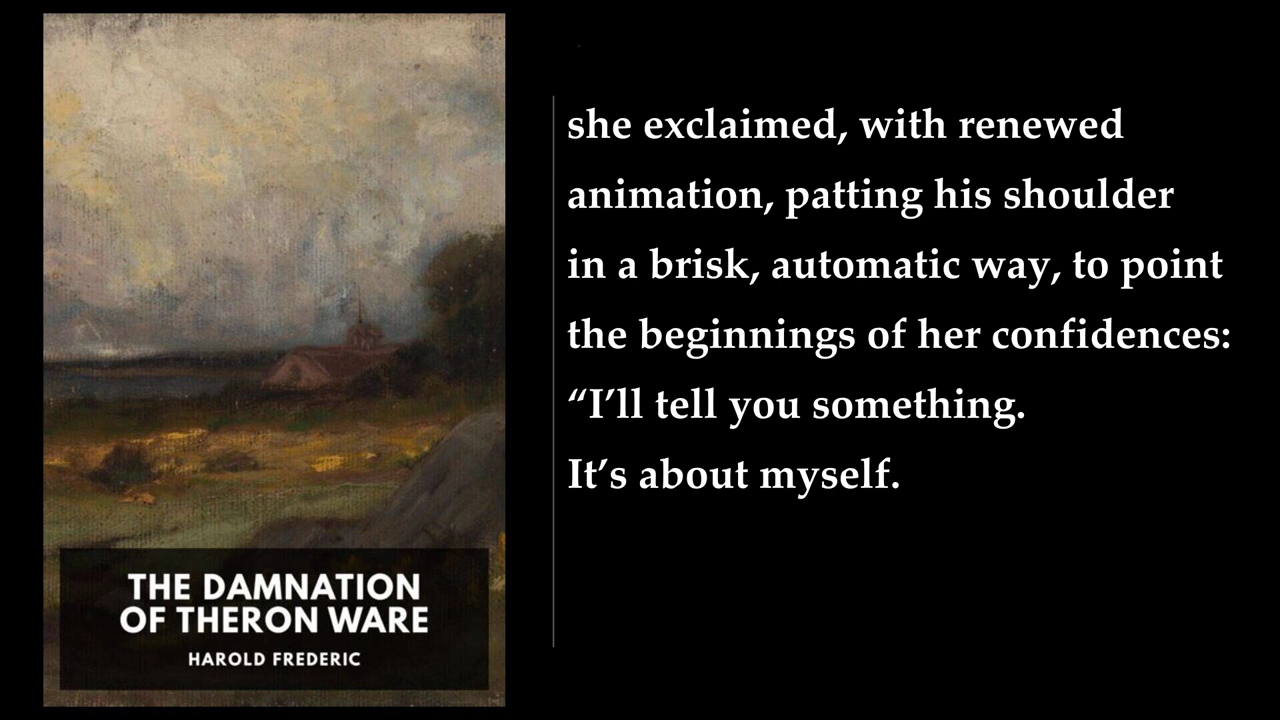 THE DAMNATION
OF THERON WARE
HAROLD FREDERIC
she exclaimed, with renewed
animation, patting his shoulder
in a brisk, automatic way, to point
the beginnings of her confidences:
“I’ll tell you something.
It’s about myself.